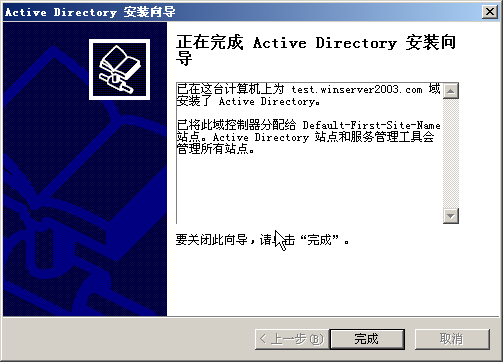 Active Directory 安装向导
正在完成 Active Directory 安装向
导
已在这台计算机上为 test.winserver2003.com 域
安装了 Active Directory。
已将此域控制器分配给 Default-First-Site-Name
站点。Active Directory 站点和服务管理工具会
管理所有站点。
要关闭此向导，请单击“完成”。
< 上一步(B)
完成
取消